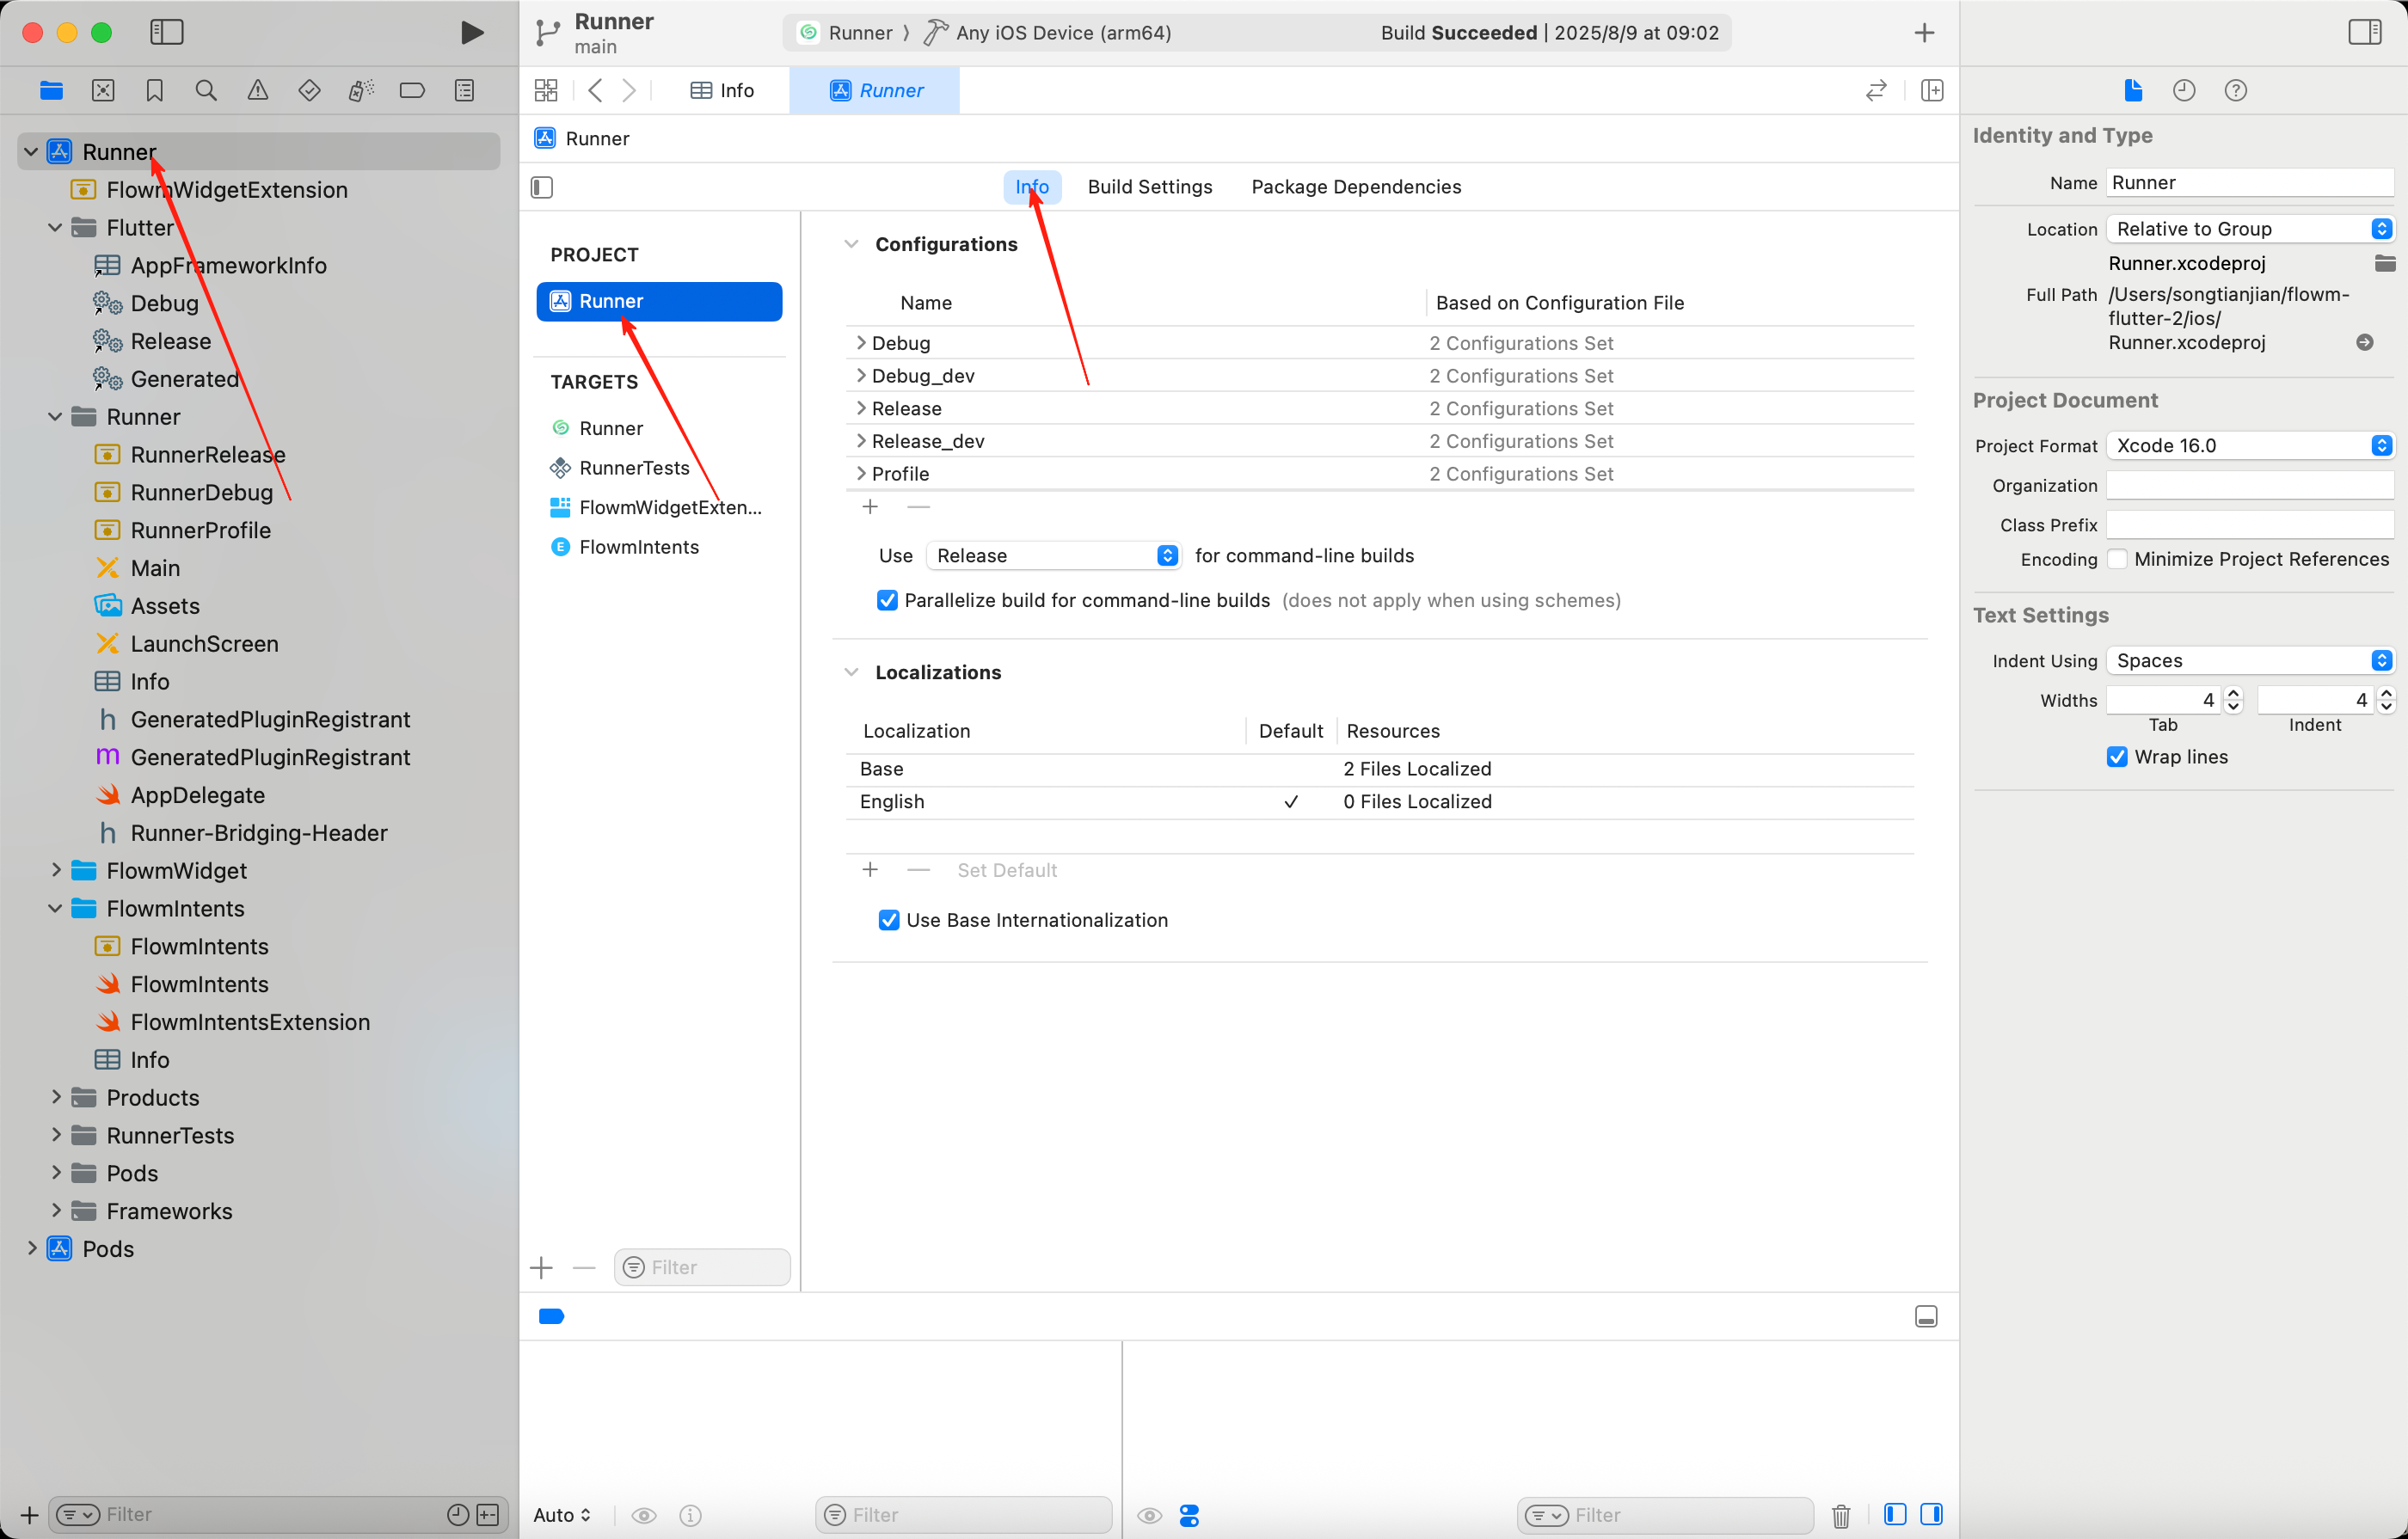 Runner
main
Runner 〉 Any iOS Device (arm64)
Build Succeeded | 2025/8/9 at 09:02
Info
Runner
Runner
Info
Build Settings
Package Dependencies
Runner
FlowmWidgetExtension
Flutter
AppFrameworkInfo
Debug
Release
Generated
Runner
RunnerRelease
RunnerDebug
RunnerProfile
Main
Assets
LaunchScreen
Info
h GeneratedPluginRegistrant
m GeneratedPluginRegistrant
AppDelegate
h Runner-Bridging-Header
FlowmWidget
FlowmIntents
FlowmIntents
FlowmIntents
FlowmIntentsExtension
Info
Products
RunnerTests
Pods
Frameworks
Pods
Filter
PROJECT
Runner
TARGETS
Runner
RunnerTests
FlowmWidgetExten...
E FlowmIntents
Filter
Configurations
Name Based on Configuration File
Debug 2 Configurations Set
Debug_dev 2 Configurations Set
Release 2 Configurations Set
Release_dev 2 Configurations Set
Profile 2 Configurations Set
Use Release for command-line builds
Parallelize build for command-line builds (does not apply when using schemes)
Localizations
Localization Default Resources
Base 2 Files Localized
English ✓ 0 Files Localized
Set Default
Use Base Internationalization
Auto
Filter
Filter
Identity and Type
Name Runner
Location Relative to Group
Runner.xcodeproj
Full Path /Users/songtianjian/flowm-
flutter-2/ios/
Runner.xcodeproj
Project Document
Project Format Xcode 16.0
Organization
Class Prefix
Encoding Minimize Project References
Text Settings
Indent Using Spaces
Widths 4 4
Tab Indent
Wrap lines